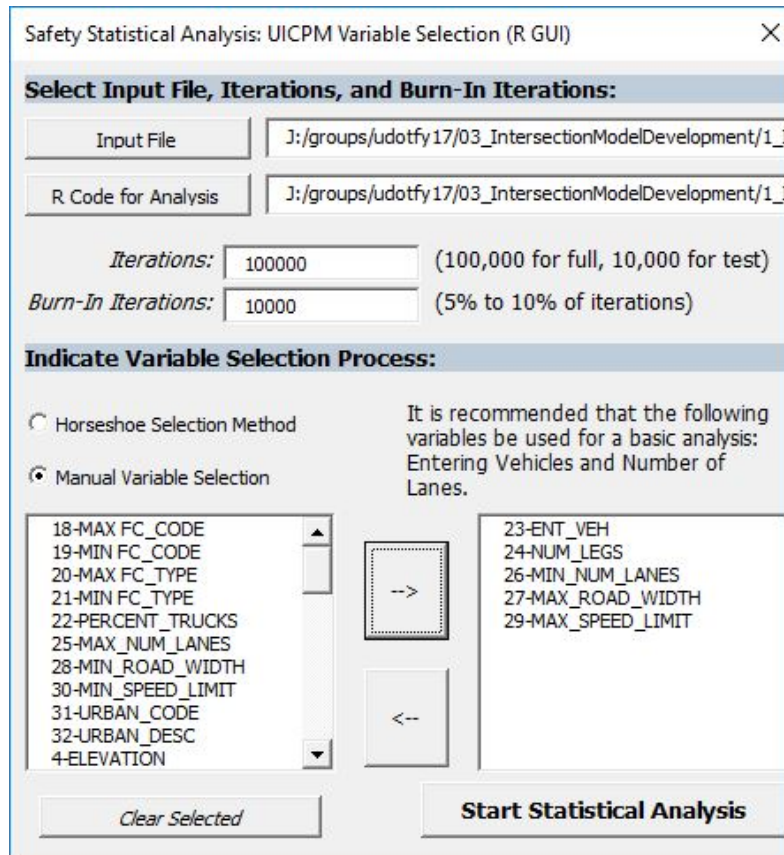 Safety Statistical Analysis: UICPM Variable Selection (R GUI)
Select Input File, Iterations, and Burn-In Iterations:
Input File
J:/groups/udotfy17/03_IntersectionModelDevelopment/1_
R Code for Analysis
J:/groups/udotfy17/03_IntersectionModelDevelopment/1_
Iterations: 100000 (100,000 for full, 10,000 for test)
Burn-In Iterations: 10000 (5% to 10% of iterations)
Indicate Variable Selection Process:
Horseshoe Selection Method
Manual Variable Selection
It is recommended that the following
variables be used for a basic analysis:
Entering Vehicles and Number of
Lanes.
18-MAX FC_CODE
19-MIN FC_CODE
20-MAX FC_TYPE
21-MIN FC_TYPE
22-PERCENT_TRUCKS
25-MAX_NUM_LANES
28-MIN_ROAD_WIDTH
30-MIN_SPEED_LIMIT
31-URBAN_CODE
32-URBAN_DESC
4-ELEVATION
-->
<--
23-ENT_VEH
24-NUM_LEGS
26-MIN_NUM_LANES
27-MAX_ROAD_WIDTH
29-MAX_SPEED_LIMIT
Clear Selected
Start Statistical Analysis